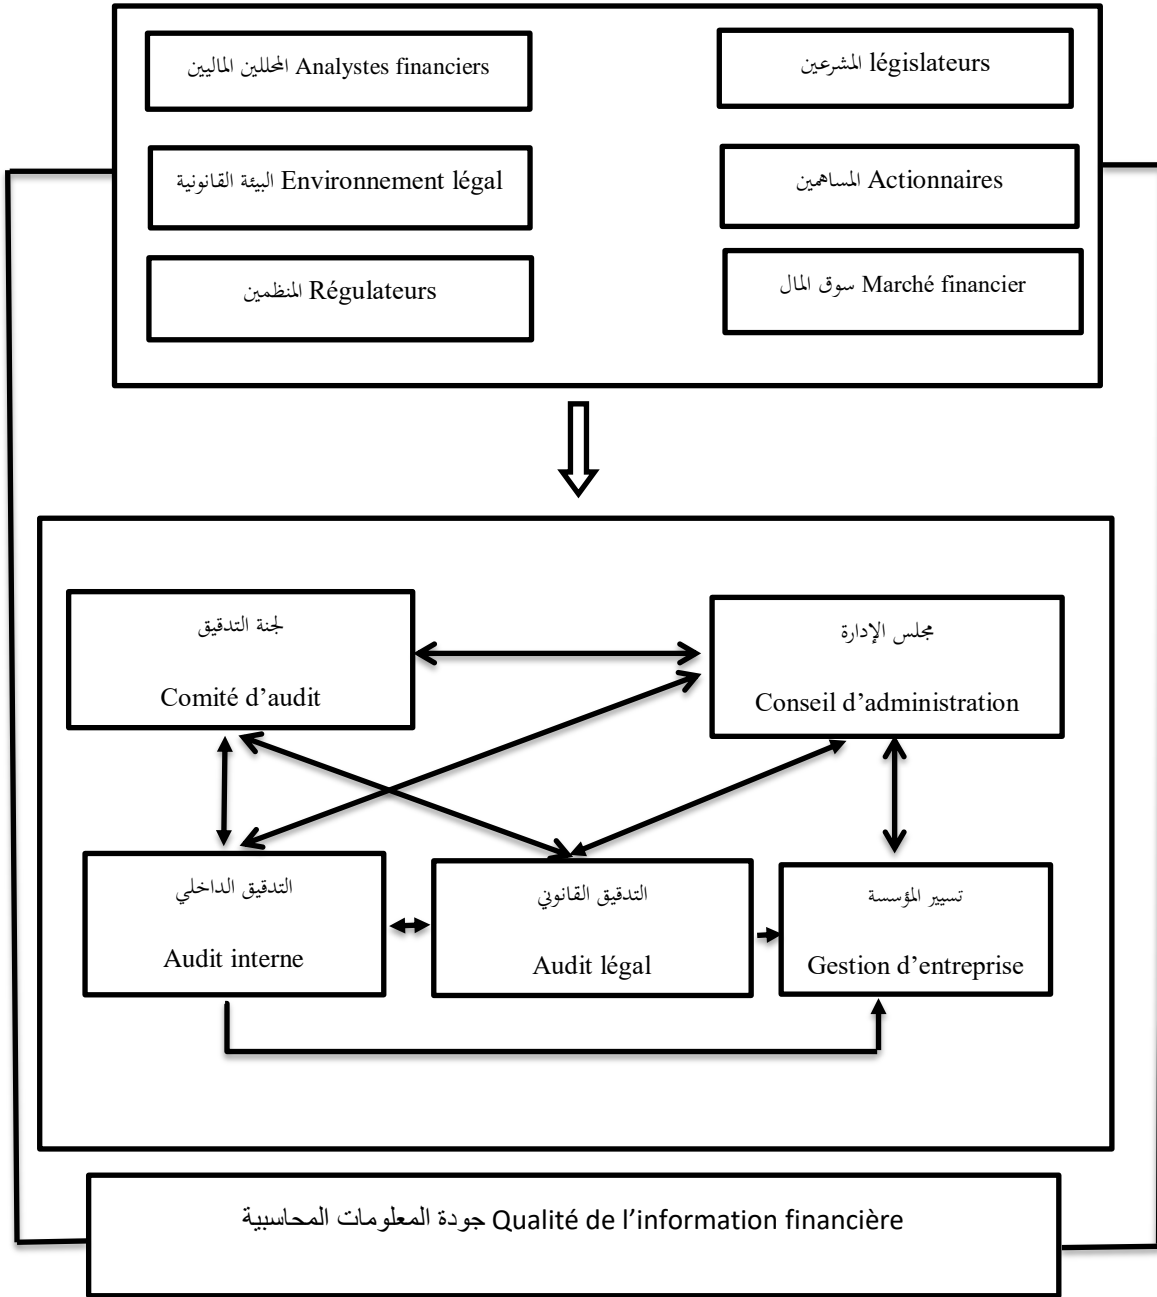 المحللين الماليين Analystes financiers
المشرعين législateurs
البيئة القانونية Environnement légal
المساهمين Actionnaires
المنظمين Régulateurs
سوق المال Marché financier
لجنة التدقيق
Comité d’audit
مجلس الإدارة
Conseil d’administration
التدقيق الداخلي
Audit interne
التدقيق القانوني
Audit légal
تسيير المؤسسة
Gestion d’entreprise
جودة المعلومات المحاسبية Qualité de l’information financière